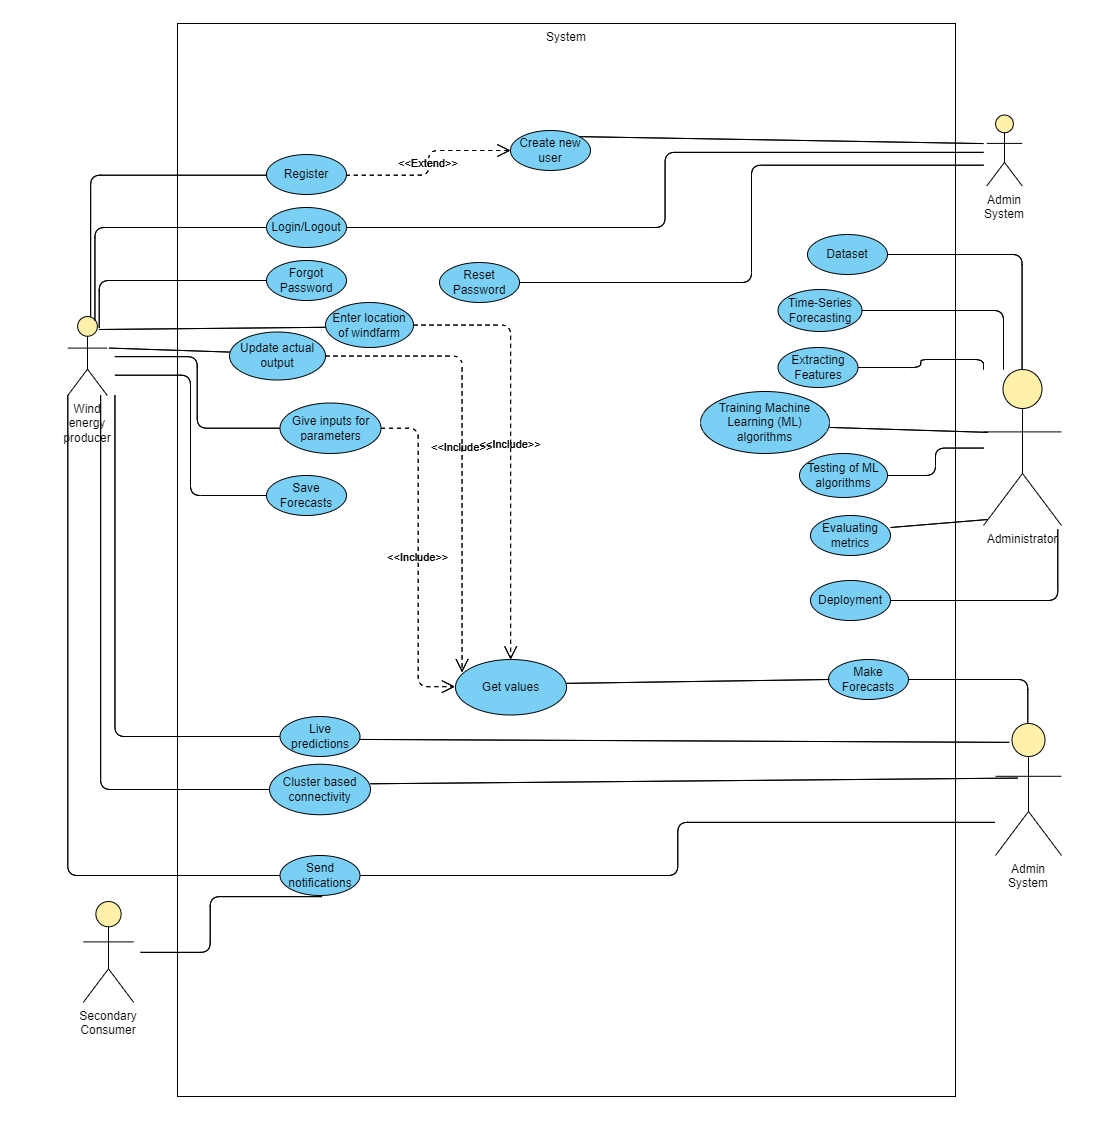 System
Create new
user
<<Extend>>
Register
Admin
System
Login/Logout
Dataset
Forgot
Password
Reset
Password
Time-Series
Forecasting
Enter location
of windfarm
Update actual
output
Extracting
Features
Wind
energy
producer
Give inputs for
parameters
Training Machine
Learning (ML)
algorithms
<<Include>>
<<Include>>
Testing of ML
algorithms
Save
Forecasts
Evaluating
metrics
Administrator
<<Include>>
Deployment
Get values
Make
Forecasts
Live
predictions
Cluster based
connectivity
Send
notifications
Admin
System
Secondary
Consumer